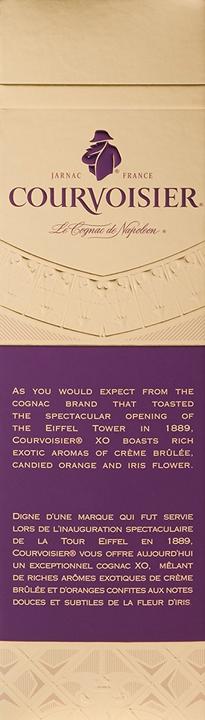 JARNAC FRANCE
COURVOISIER®
Le Cognac de Napoleon ®
AS YOU WOULD EXPECT FROM THE
COGNAC BRAND THAT TOASTED
THE SPECTACULAR OPENING OF
THE EIFFEL TOWER IN 1889,
COURVOISIER® XO BOASTS RICH
EXOTIC AROMAS OF CRÈME BRÛLÉE,
CANDIED ORANGE AND IRIS FLOWER.
DIGNE D'UNE MARQUE QUI FUT SERVIE
LORS DE L'INAUGURATION SPECTACULAIRE
DE LA TOUR EIFFEL EN 1889,
COURVOISIER® VOUS OFFRE AUJOURD'HUI
UN EXCEPTIONNEL COGNAC XO, MÊLANT
DE RICHES ARÔMES EXOTIQUES DE CRÈME
BRÛLÉE ET D'ORANGES CONFITES AUX NOTES
DOUCES ET SUBTILES DE LA FLEUR D'IRIS.